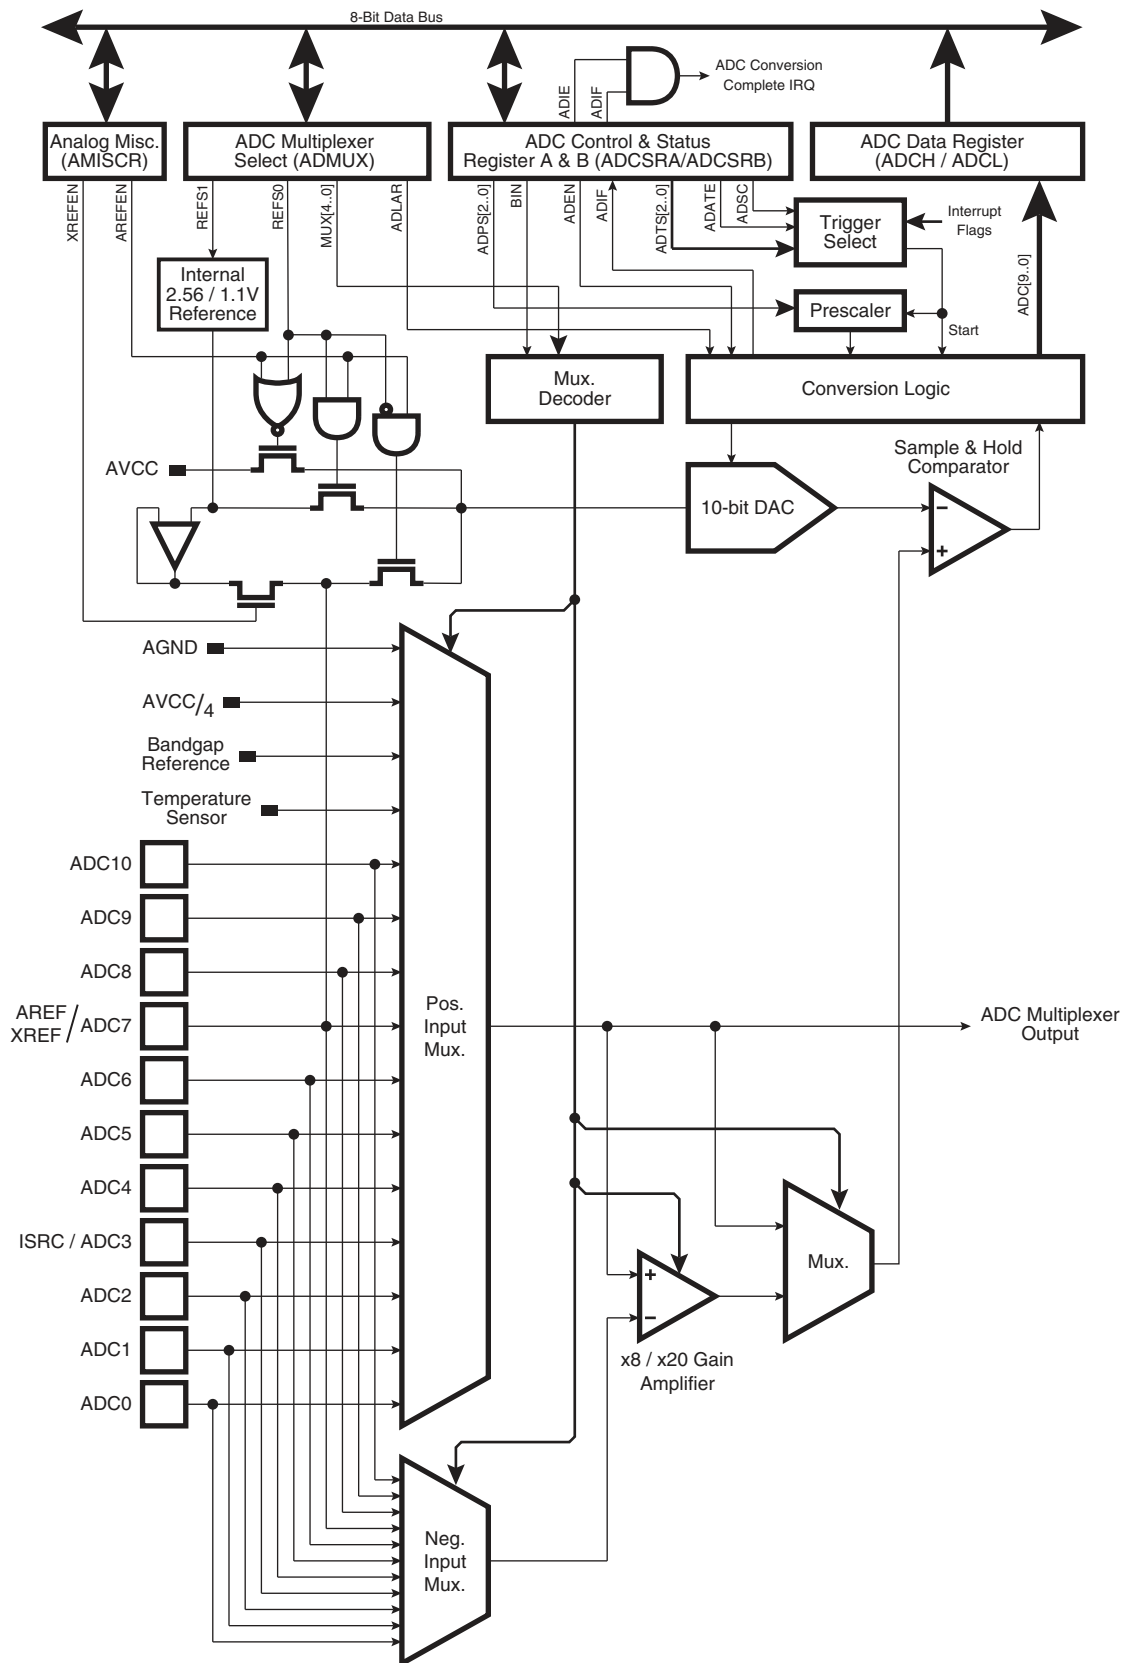 8-Bit Data Bus
ADC Conversion
Complete IRQ
ADIE
ADIF
Analog Misc.
(AMISCR)
ADC Multiplexer
Select (ADMUX)
ADC Control & Status
Register A & B (ADCSRA/ADCSRB)
ADC Data Register
(ADCH / ADCL)
XREFEN
AREFEN
REFS1
REFS0
MUX[4..0]
ADLAR
ADPS[2..0]
BIN
ADEN
ADIF
ADTS[2..0]
ADATE
ADSC
Trigger
Select
Interrupt
Flags
ADC[9..0]
Internal
2.56 / 1.1V
Reference
Prescaler
Start
Mux.
Decoder
Conversion Logic
Sample & Hold
Comparator
AVCC
10-bit DAC
−
+
AGND
AVCC/4
Bandgap
Reference
Temperature
Sensor
ADC10
ADC9
ADC8
AREF
XREF / ADC7
Pos.
Input
Mux.
ADC Multiplexer
Output
ADC6
ADC5
ADC4
ISRC / ADC3
Mux.
+
ADC2
−
ADC1
x8 / x20 Gain
Amplifier
ADC0
Neg.
Input
Mux.